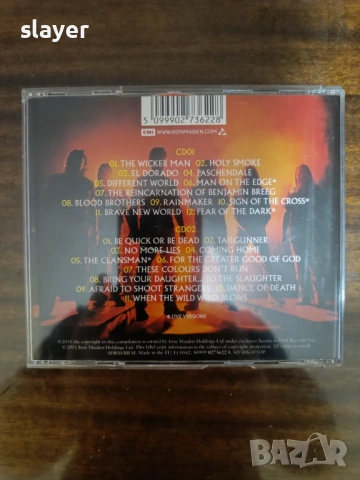 slayer
5 099902 736228
EMI WWW.IRONMAIDEN.COM
CD01
01. THE WICKER MAN 02. HOLY SMOKE
03. EL DORADO 04. PASCHENDALE
05. DIFFERENT WORLD 06. MAN ON THE EDGE*
07. THE REINCARNATION OF BENJAMIN BREEG
08. BLOOD BROTHERS 09. RAINMAKER 10. SIGN OF THE CROSS*
11. BRAVE NEW WORLD 12. FEAR OF THE DARK*
CD02
01. BE QUICK OR BE DEAD 02. TAILGUNNER
03. NO MORE LIES 04. COMING HOME
05. THE CLANSMAN* 06. FOR THE GREATER GOOD OF GOD
07. THESE COLOURS DON'T RUN
08. BRING YOUR DAUGHTER... TO THE SLAUGHTER
09. AFRAID TO SHOOT STRANGERS 10. DANCE OF DEATH
11. WHEN THE WILD WIND BLOWS
* LIVE VERSIONS
BAZAR
bg